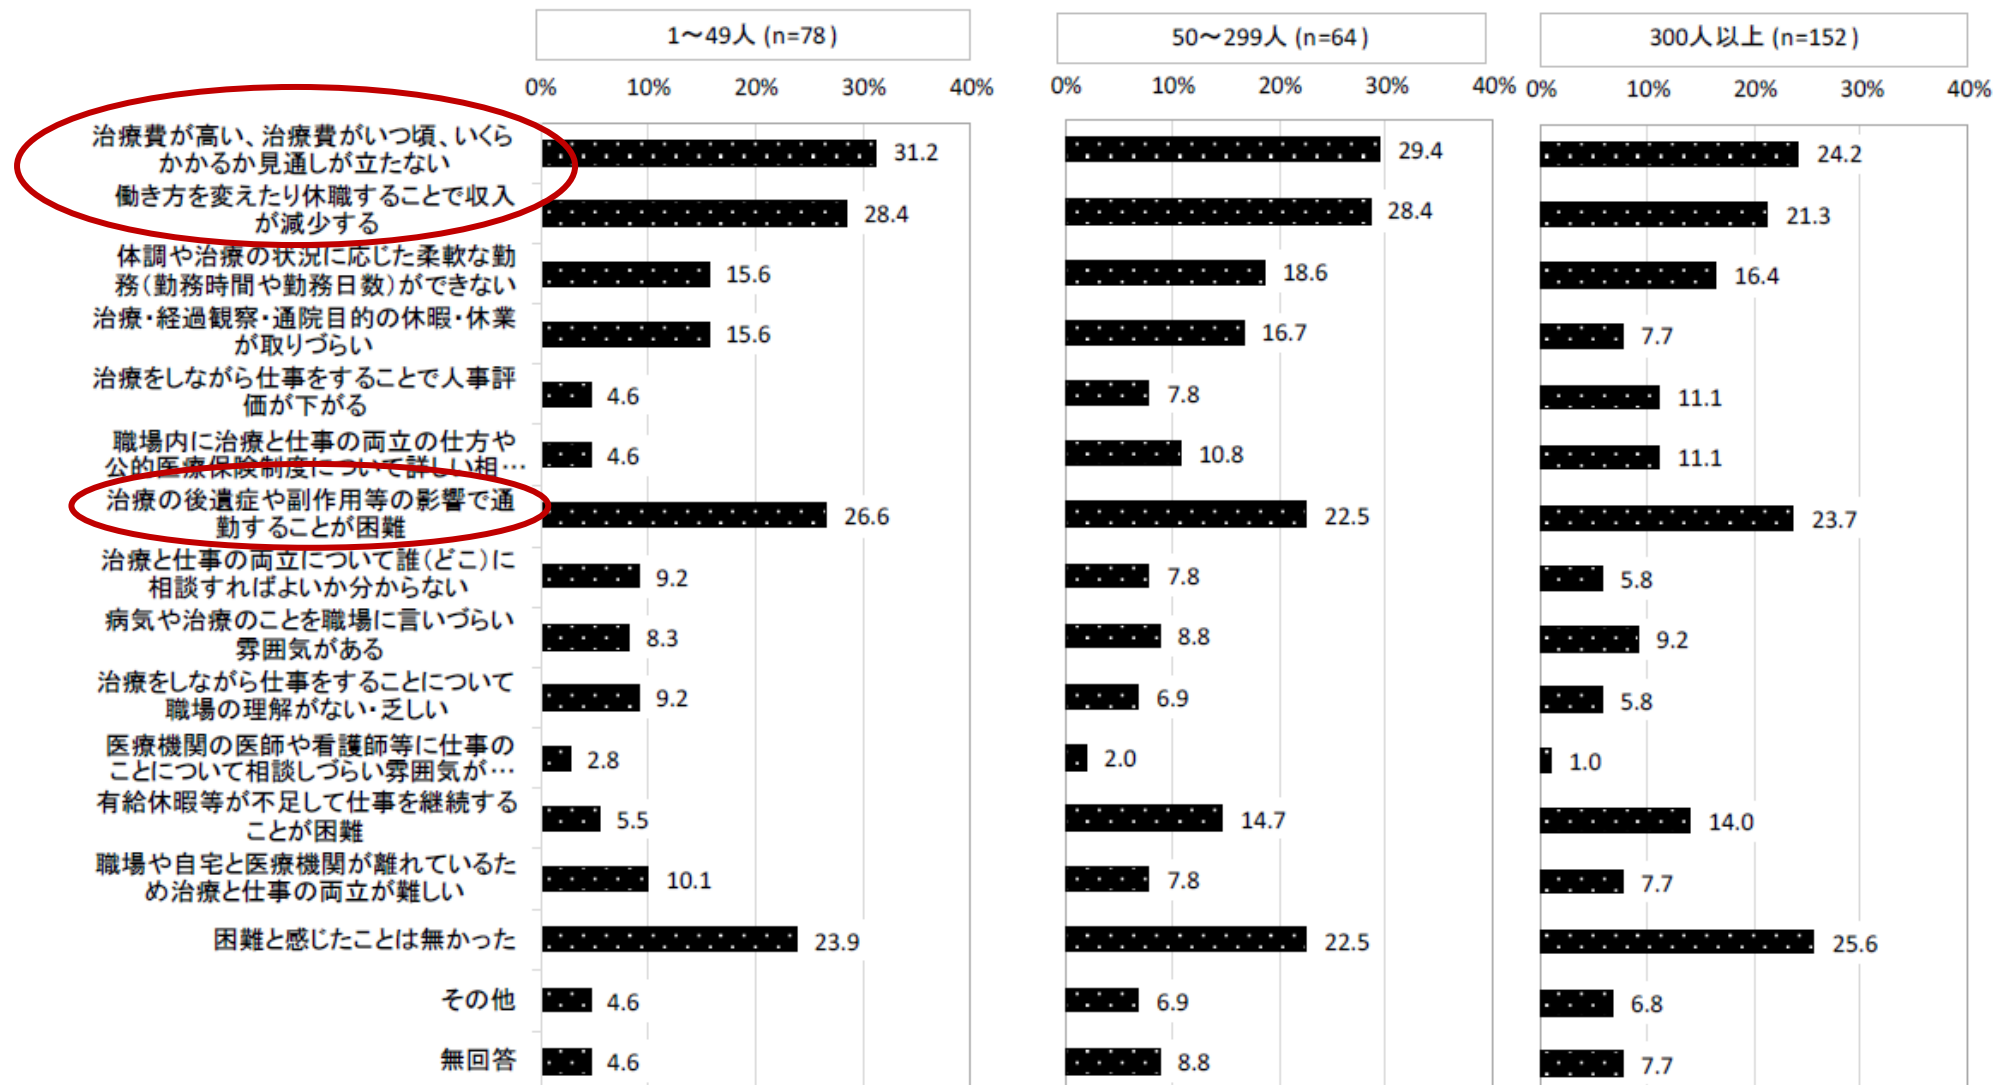 1～49人 (n=78)
50～299人 (n=64)
300人以上 (n=152)
0% 10% 20% 30% 40%
0% 10% 20% 30% 40%
0% 10% 20% 30% 40%
治療費が高い、治療費がいつ頃、いくら
かかるか見通しが立たない
31.2 29.4 24.2
働き方を変えたり休職することで収入
が減少する
28.4 28.4 21.3
体調や治療の状況に応じた柔軟な勤
務(勤務時間や勤務日数)ができない
15.6 18.6 16.4
治療・経過観察・通院目的の休暇・休業
が取りづらい
15.6 16.7 7.7
治療をしながら仕事をすることで人事評
価が下がる
4.6 7.8 11.1
職場内に治療と仕事の両立の仕方や
公的医療保険制度について詳しい相…
4.6 10.8 11.1
治療の後遺症や副作用等の影響で通
勤することが困難
26.6 22.5 23.7
治療と仕事の両立について誰(どこ)に
相談すればよいか分からない
9.2 7.8 5.8
病気や治療のことを職場に言いづらい
雰囲気がある
8.3 8.8 9.2
治療をしながら仕事をすることについて
職場の理解がない・乏しい
9.2 6.9 5.8
医療機関の医師や看護師等に仕事の
ことについて相談しづらい雰囲気が…
2.8 2.0 1.0
有給休暇等が不足して仕事を継続する
ことが困難
5.5 14.7 14.0
職場や自宅と医療機関が離れているた
め治療と仕事の両立が難しい
10.1 7.8 7.7
困難と感じたことは無かった
23.9 22.5 25.6
その他
4.6 6.9 6.8
無回答
4.6 8.8 7.7